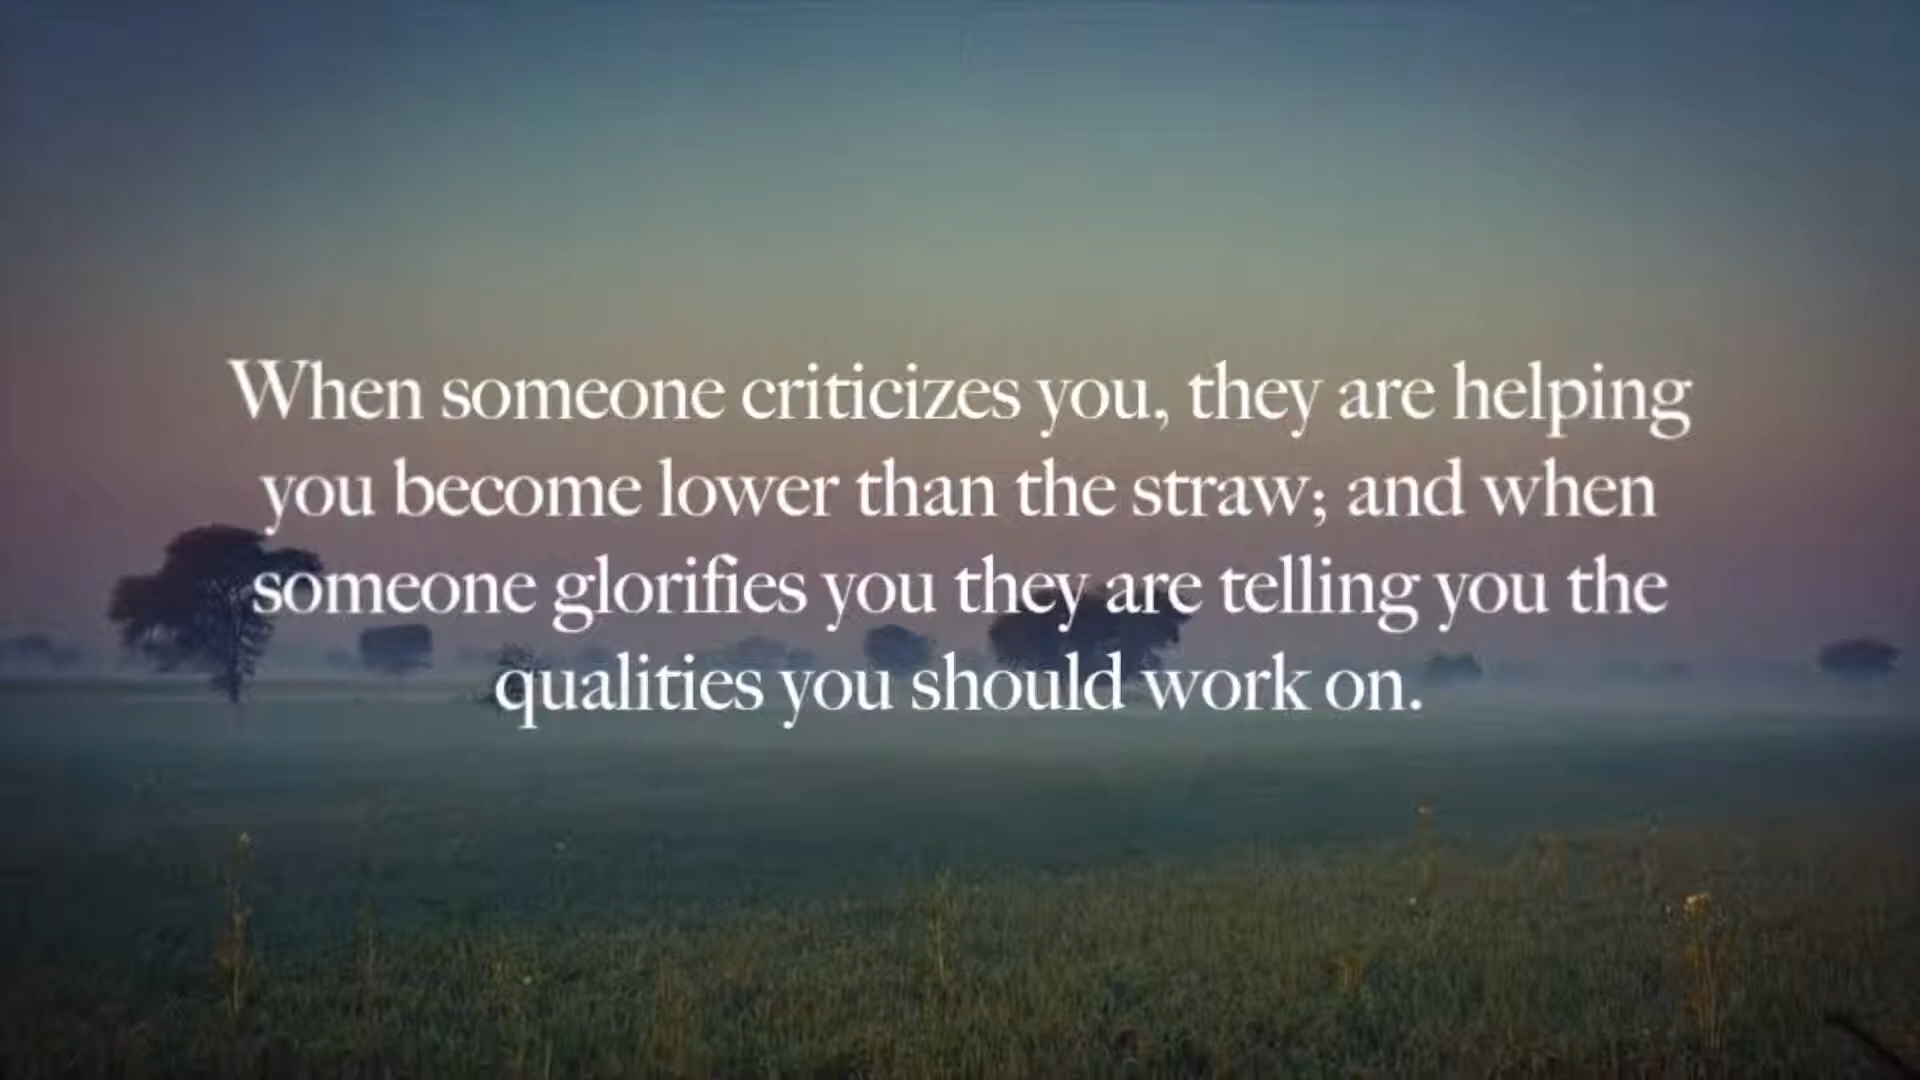 When someone criticizes you, they are helping
you become lower than the straw; and when
someone glorifies you they are telling you the
qualities you should work on.